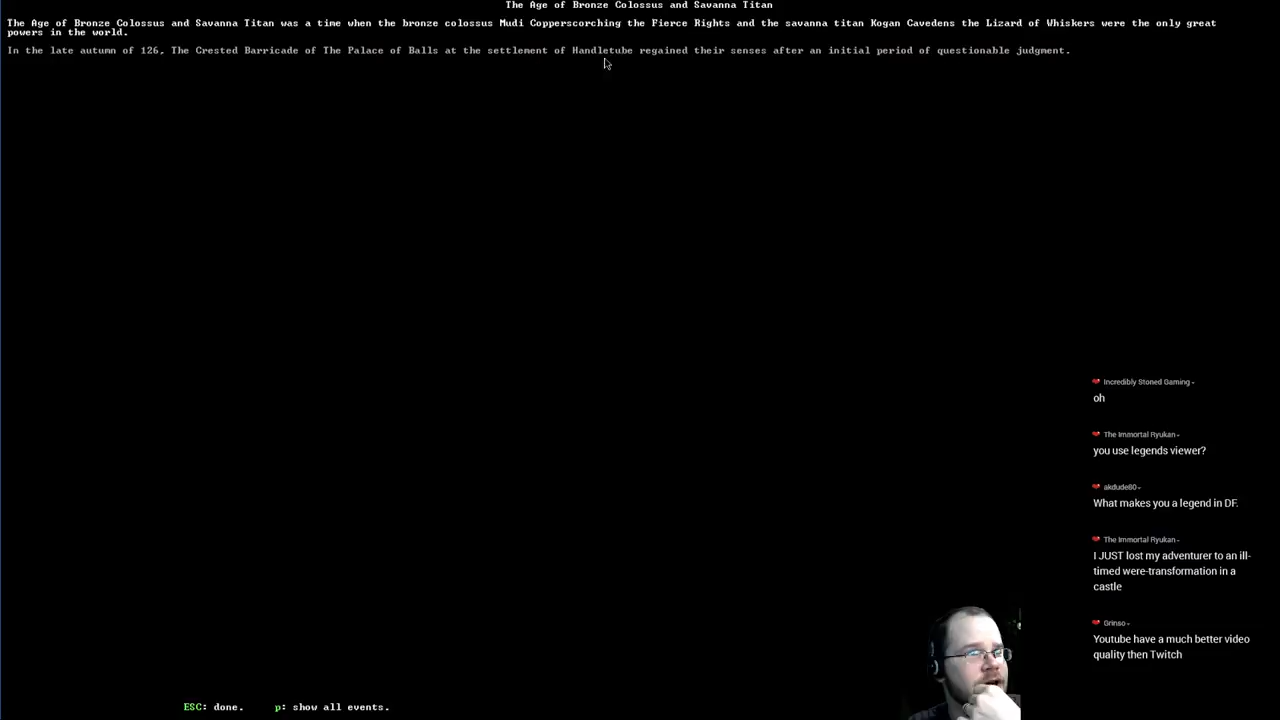 The Age of Bronze Colossus and Savanna Titan
The Age of Bronze Colossus and Savanna Titan was a time when the bronze colossus Mudi Copperscorching the Fierce Rights and the savanna titan Kogan Cavedens the Lizard of Whiskers were the only great
powers in the world.
In the late autumn of 126, The Crested Barricade of The Palace of Balls at the settlement of Handletube regained their senses after an initial period of questionable judgment.
Incredibly Stoned Gaming -
oh
The Immortal Ryukan -
you use legends viewer?
akdude80 -
What makes you a legend in DF.
The Immortal Ryukan -
I JUST lost my adventurer to an ill-
timed were-transformation in a
castle
Grinso -
Youtube have a much better video
quality then Twitch
ESC: done. p: show all events.